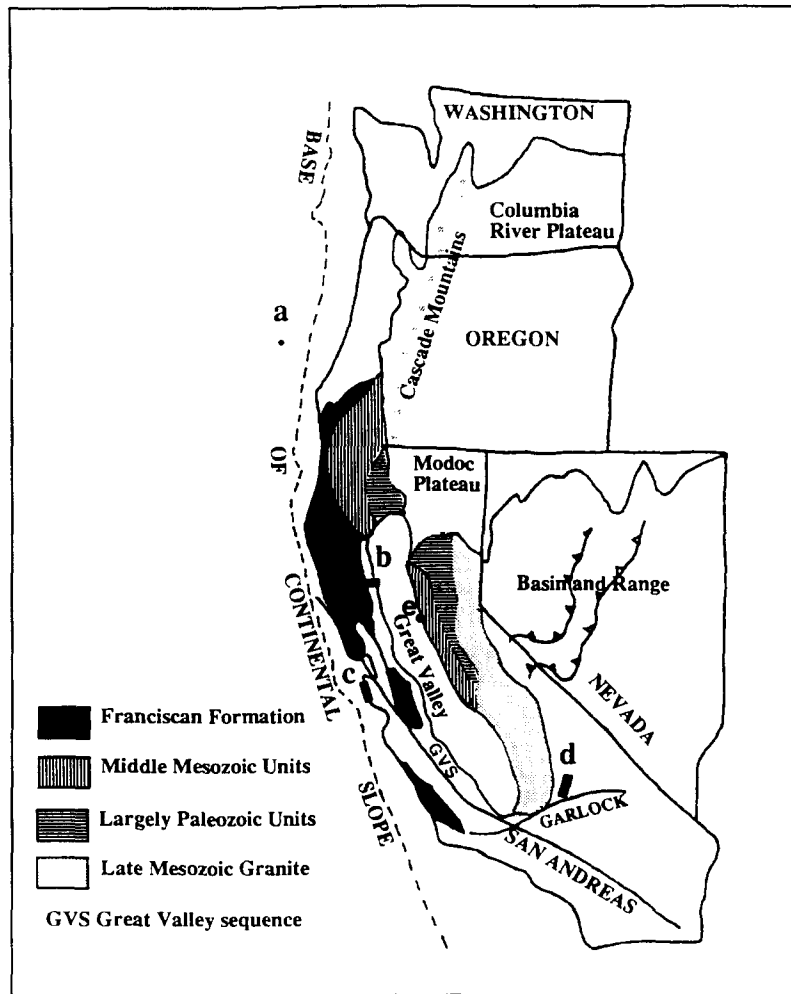 WASHINGTON
BASE
Columbia
River Plateau
Cascade Mountains
a
OREGON
OF
Modoc
Plateau
b
Basin and Range
CONTINENTAL
Great Valley
c
NEVADA
Franciscan Formation
GVS
d
Middle Mesozoic Units
SLOPE
GARLOCK
Largely Paleozoic Units
SAN ANDREAS
Late Mesozoic Granite
GVS Great Valley sequence